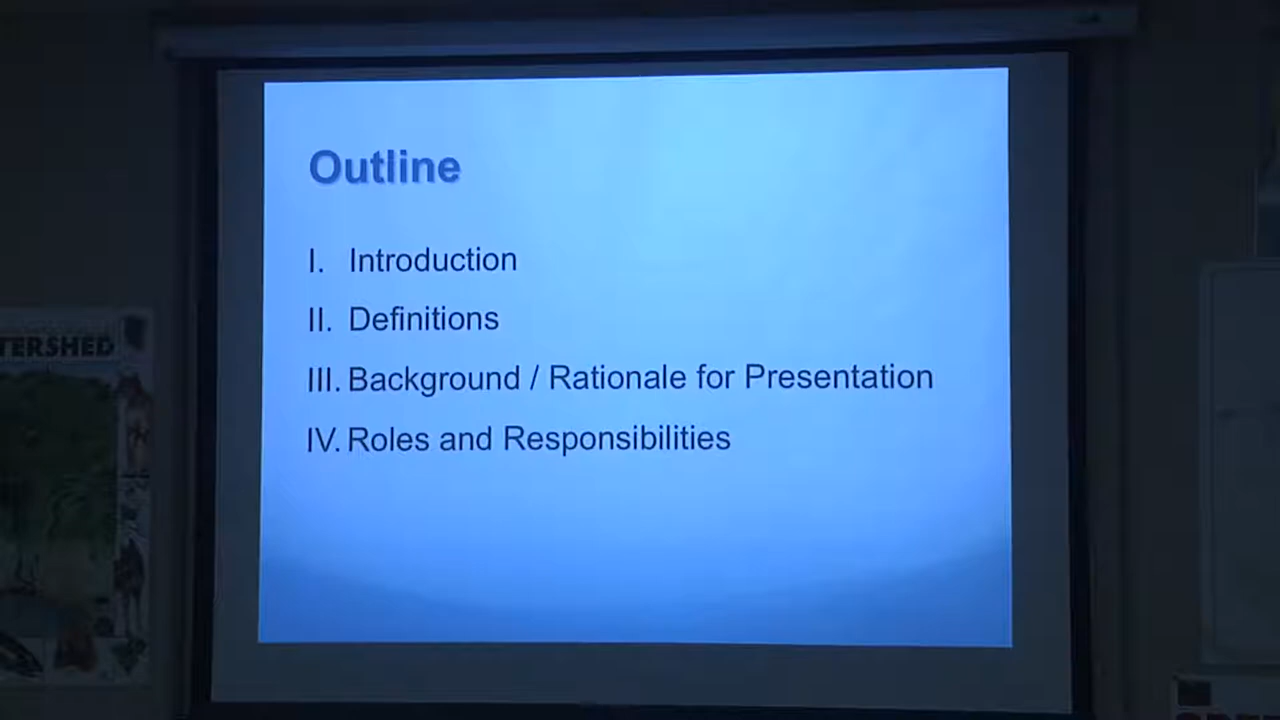 Outline
I. Introduction
II. Definitions
III. Background / Rationale for Presentation
IV. Roles and Responsibilities
TERSHED